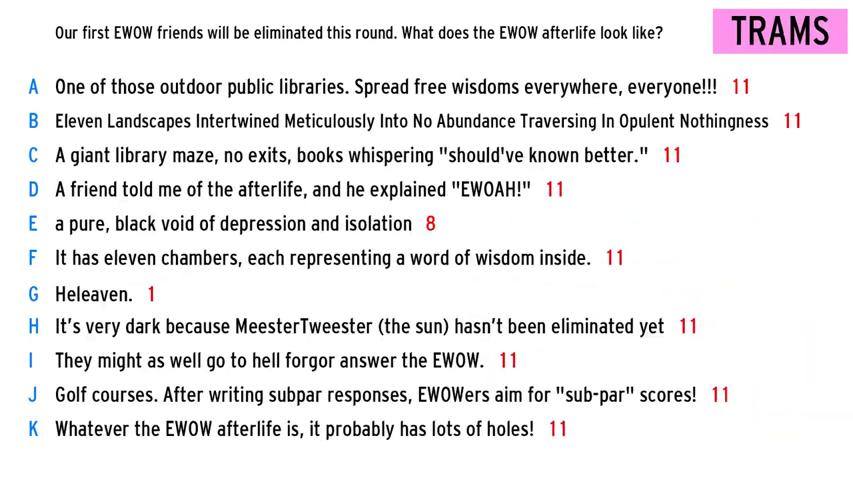 Our first EWOW friends will be eliminated this round. What does the EWOW afterlife look like?
TRAMS
A One of those outdoor public libraries. Spread free wisdoms everywhere, everyone!!! 11
B Eleven Landscapes Intertwined Meticulously Into No Abundance Traversing In Opulent Nothingness 11
C A giant library maze, no exits, books whispering "should've known better." 11
D A friend told me of the afterlife, and he explained "EWOAH!" 11
E a pure, black void of depression and isolation 8
F It has eleven chambers, each representing a word of wisdom inside. 11
G Heleaven. 1
H It's very dark because MeesterTweester (the sun) hasn't been eliminated yet 11
I They might as well go to hell forgor answer the EWOW. 11
J Golf courses. After writing subpar responses, EWOWers aim for "sub-par" scores! 11
K Whatever the EWOW afterlife is, it probably has lots of holes! 11